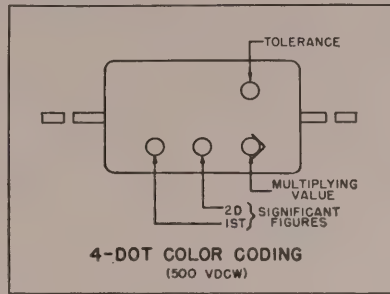 TOLERANCE
MULTIPLYING
VALUE
2D
1ST
SIGNIFICANT
FIGURES
4-DOT COLOR CODING
(500 VDCW)